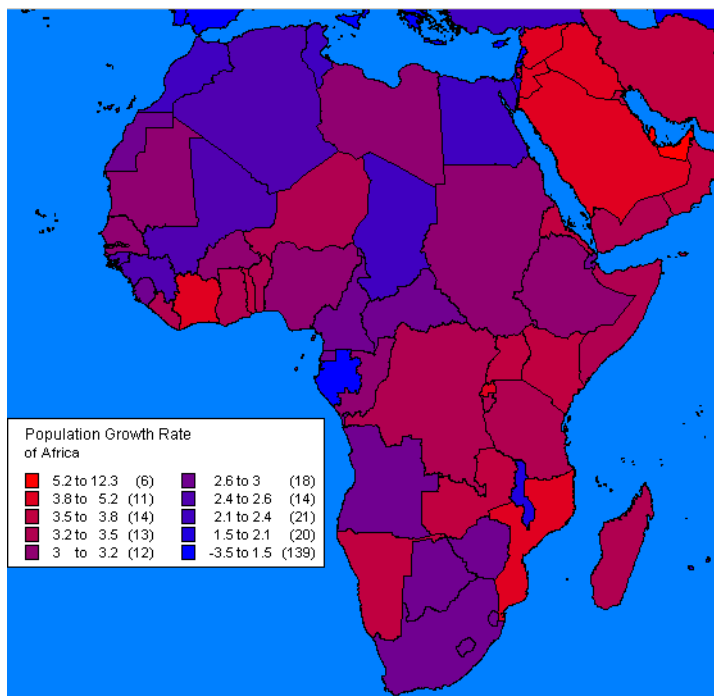 Population Growth Rate
of Africa
5.2 to 12.3 (6)
3.8 to 5.2 (11)
3.5 to 3.8 (14)
3.2 to 3.5 (13)
3 to 3.2 (12)
2.6 to 3 (18)
2.4 to 2.6 (14)
2.1 to 2.4 (21)
1.5 to 2.1 (20)
-3.5 to 1.5 (139)